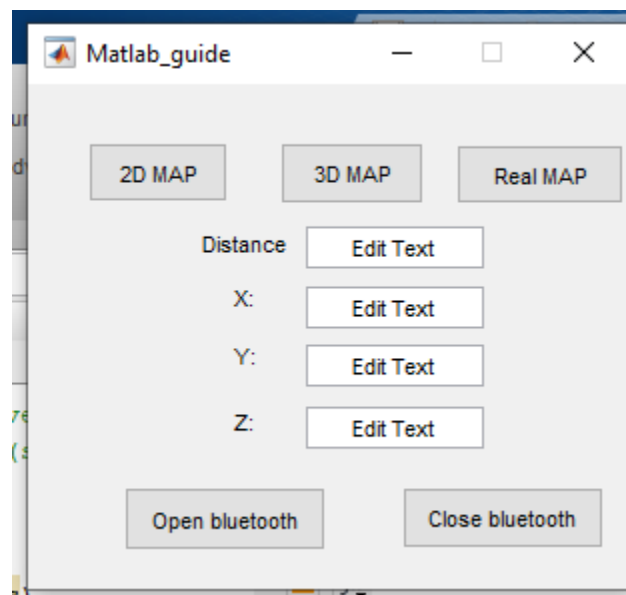 Matlab_guide
2D MAP 3D MAP Real MAP
Distance Edit Text
X: Edit Text
Y: Edit Text
Z: Edit Text
Open bluetooth Close bluetooth